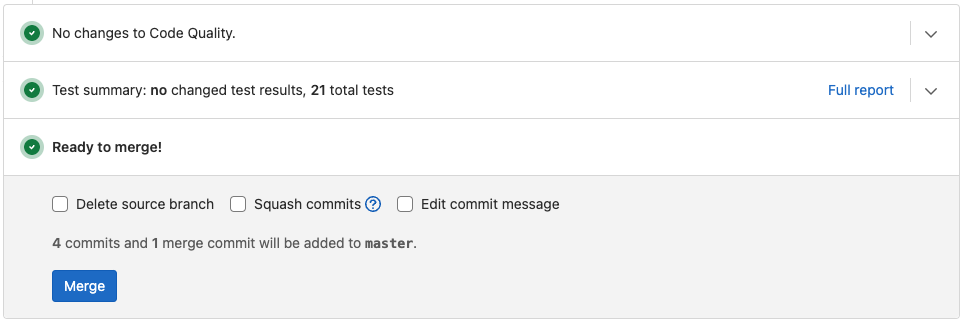 No changes to Code Quality.
Test summary: no changed test results, 21 total tests Full report
Ready to merge!
Delete source branch Squash commits ? Edit commit message
4 commits and 1 merge commit will be added to master.
Merge